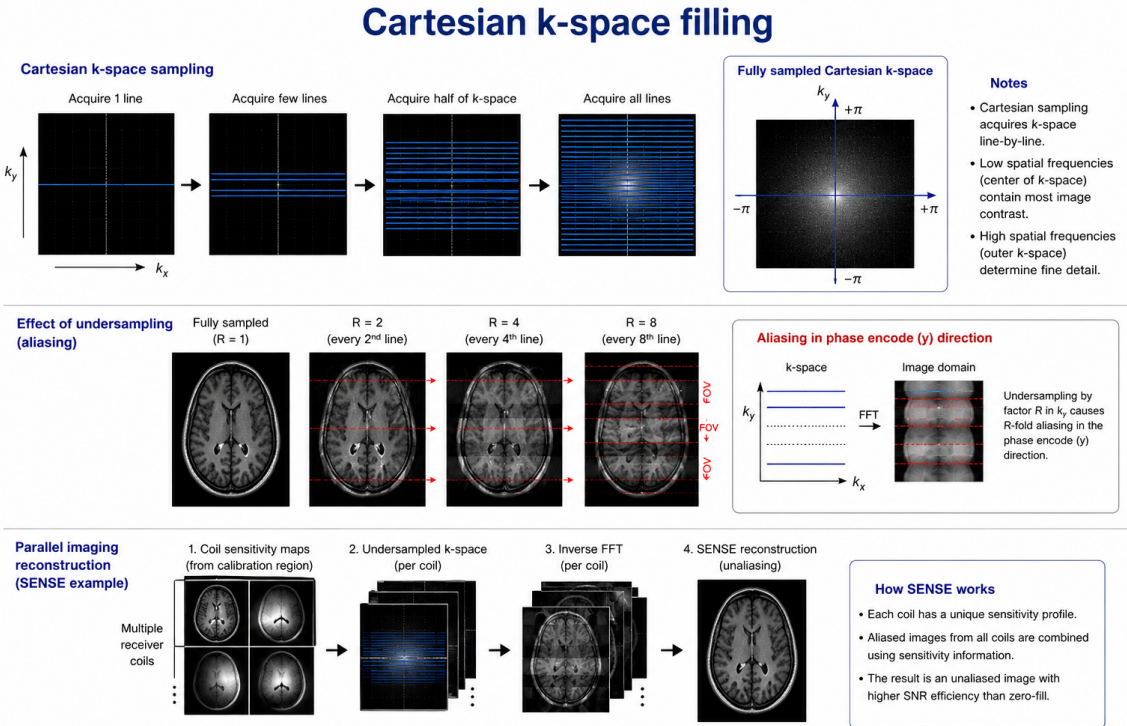 Cartesian k-space filling
Cartesian k-space sampling
Acquire 1 line
Acquire few lines
Acquire half of k-space
Acquire all lines
k_y
k_x
Fully sampled Cartesian k-space
k_y
+π
−π
+π
−π
Notes
• Cartesian sampling
acquires k-space
line-by-line.
• Low spatial frequencies
(center of k-space)
contain most image
contrast.
• High spatial frequencies
(outer k-space)
determine fine detail.
Effect of undersampling
(aliasing)
Fully sampled
(R = 1)
R = 2
(every 2nd line)
R = 4
(every 4th line)
R = 8
(every 8th line)
FOV
FOV
FOV
Aliasing in phase encode (y) direction
k-space
k_y
k_x
FFT
Image domain
Undersampling by
factor R in k_y causes
R-fold aliasing in the
phase encode (y)
direction.
Parallel imaging
reconstruction
(SENSE example)
1. Coil sensitivity maps
(from calibration region)
Multiple
receiver
coils
2. Undersampled k-space
(per coil)
3. Inverse FFT
(per coil)
4. SENSE reconstruction
(unaliasing)
How SENSE works
• Each coil has a unique sensitivity profile.
• Aliased images from all coils are combined
using sensitivity information.
• The result is an unaliased image with
higher SNR efficiency than zero-fill.